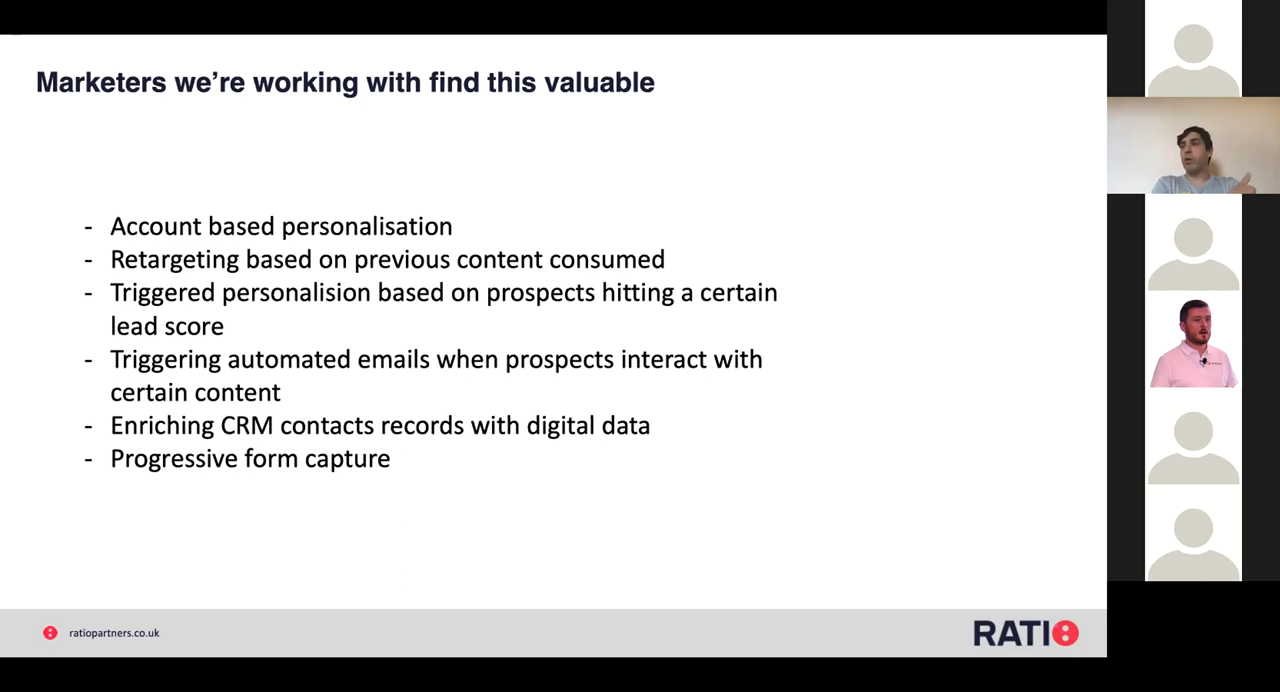 Marketers we’re working with find this valuable
- Account based personalisation
- Retargeting based on previous content consumed
- Triggered personalision based on prospects hitting a certain
lead score
- Triggering automated emails when prospects interact with
certain content
- Enriching CRM contacts records with digital data
- Progressive form capture
ratiopartners.co.uk
RATIO